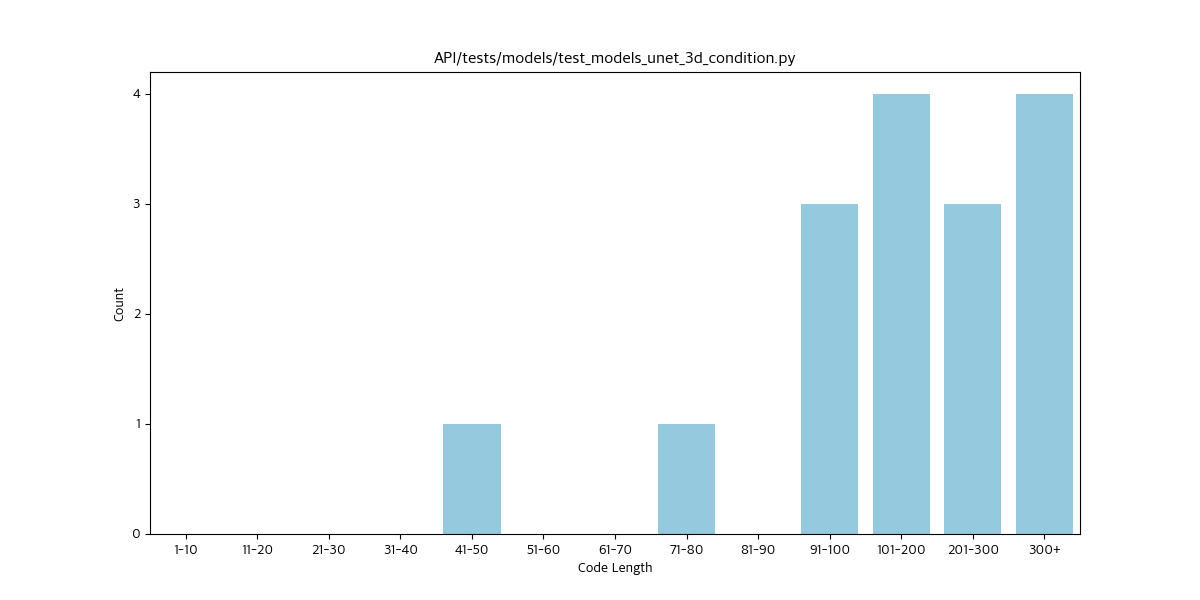 API/tests/models/test_models_unet_3d_condition.py
4
3
2
1
0
Count
1-10 11-20 21-30 31-40 41-50 51-60 61-70 71-80 81-90 91-100 101-200 201-300 300+
Code Length